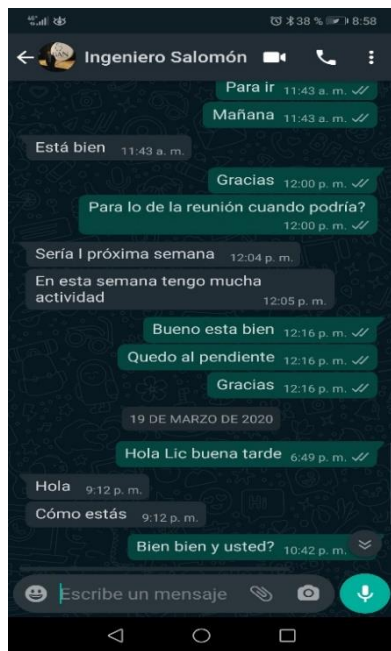 38 % 8:58
Ingeniero Salomón
Para ir 11:43 a. m.
Mañana 11:43 a. m.
Está bien 11:43 a. m.
Gracias 12:00 p. m.
Para lo de la reunión cuando podría?
12:00 p. m.
Sería l próxima semana 12:04 p. m.
En esta semana tengo mucha
actividad 12:05 p. m.
Bueno esta bien 12:16 p. m.
Quedo al pendiente 12:16 p. m.
Gracias 12:16 p. m.
19 DE MARZO DE 2020
Hola Lic buena tarde 6:49 p. m.
Hola 9:12 p. m.
Cómo estás 9:12 p. m.
Bien bien y usted? 10:42 p. m.
Escribe un mensaje